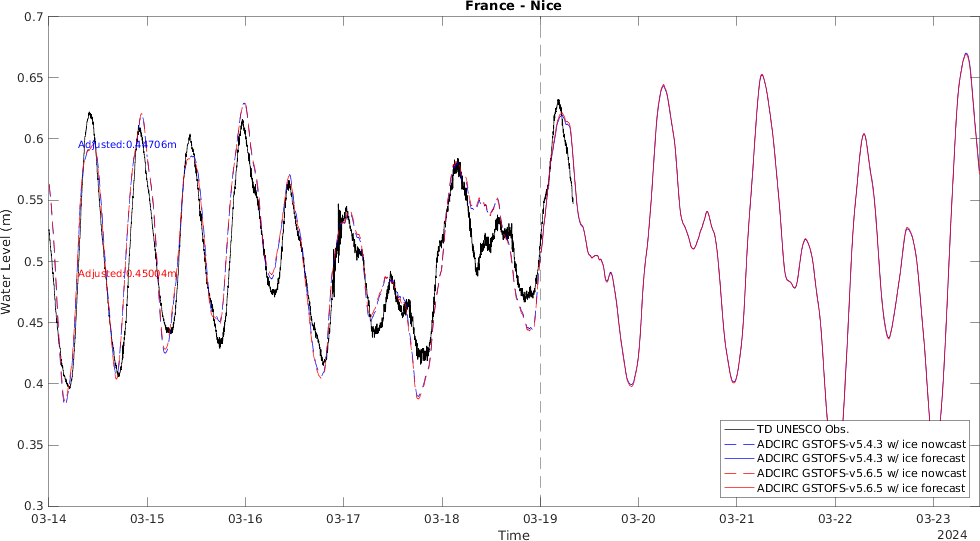 France - Nice
0.7
0.65
0.6
0.55
0.5
0.45
0.4
0.35
0.3
Water Level (m)
Adjusted:0.44706m
Adjusted:0.45004m
TD UNESCO Obs.
ADCIRC GSTOFS-v5.4.3 w/ ice nowcast
ADCIRC GSTOFS-v5.4.3 w/ ice forecast
ADCIRC GSTOFS-v5.6.5 w/ ice nowcast
ADCIRC GSTOFS-v5.6.5 w/ ice forecast
03-14 03-15 03-16 03-17 03-18 03-19 03-20 03-21 03-22 03-23
Time
2024